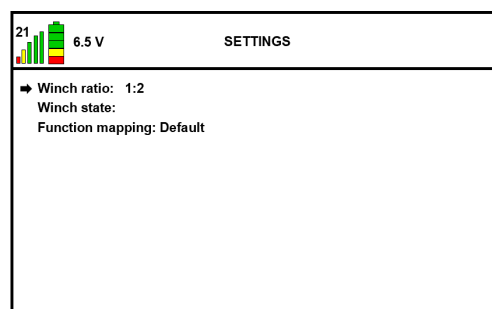 21
6.5 V
SETTINGS
Winch ratio: 1:2
Winch state:
Function mapping: Default